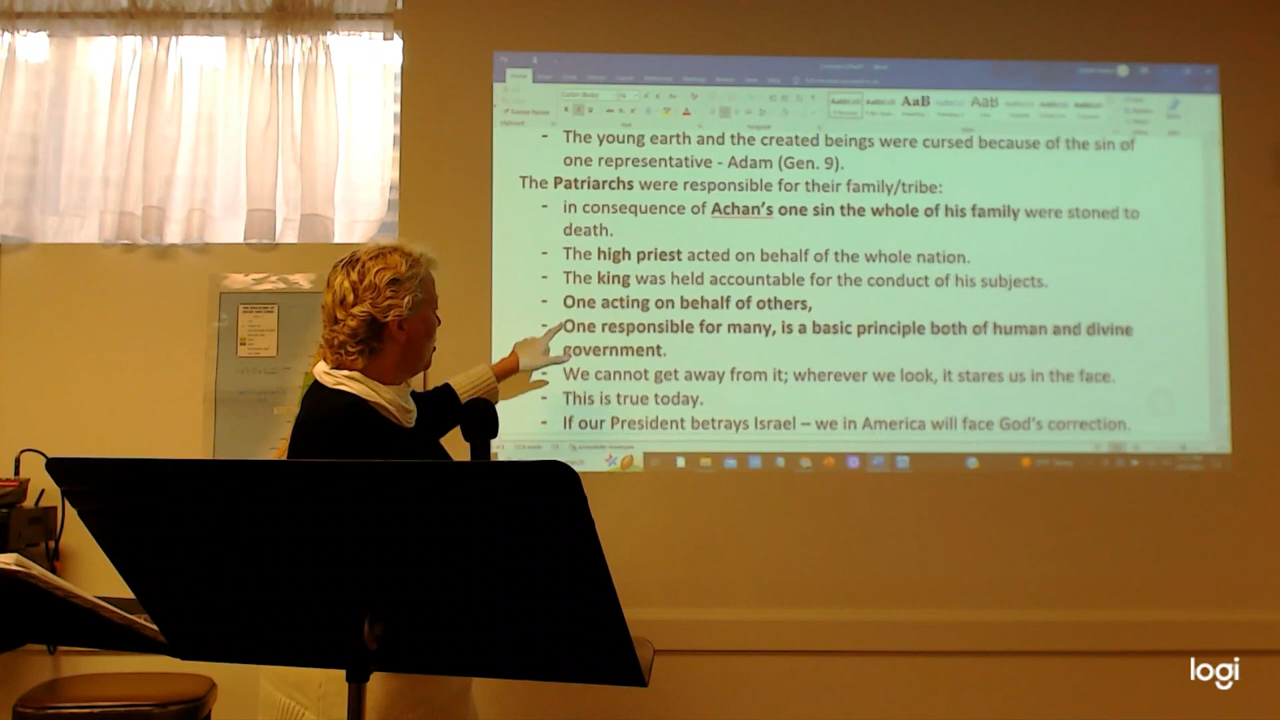 Home
AaB
AaB
- The young earth and the created beings were cursed because of the sin of
one representative - Adam (Gen. 9).
The Patriarchs were responsible for their family/tribe:
- in consequence of Achan's one sin the whole of his family were stoned to
death.
- The high priest acted on behalf of the whole nation.
- The king was held accountable for the conduct of his subjects.
- One acting on behalf of others,
- One responsible for many, is a basic principle both of human and divine
government.
- We cannot get away from it; wherever we look, it stares us in the face.
- This is true today.
- If our President betrays Israel – we in America will face God's correction.
logi